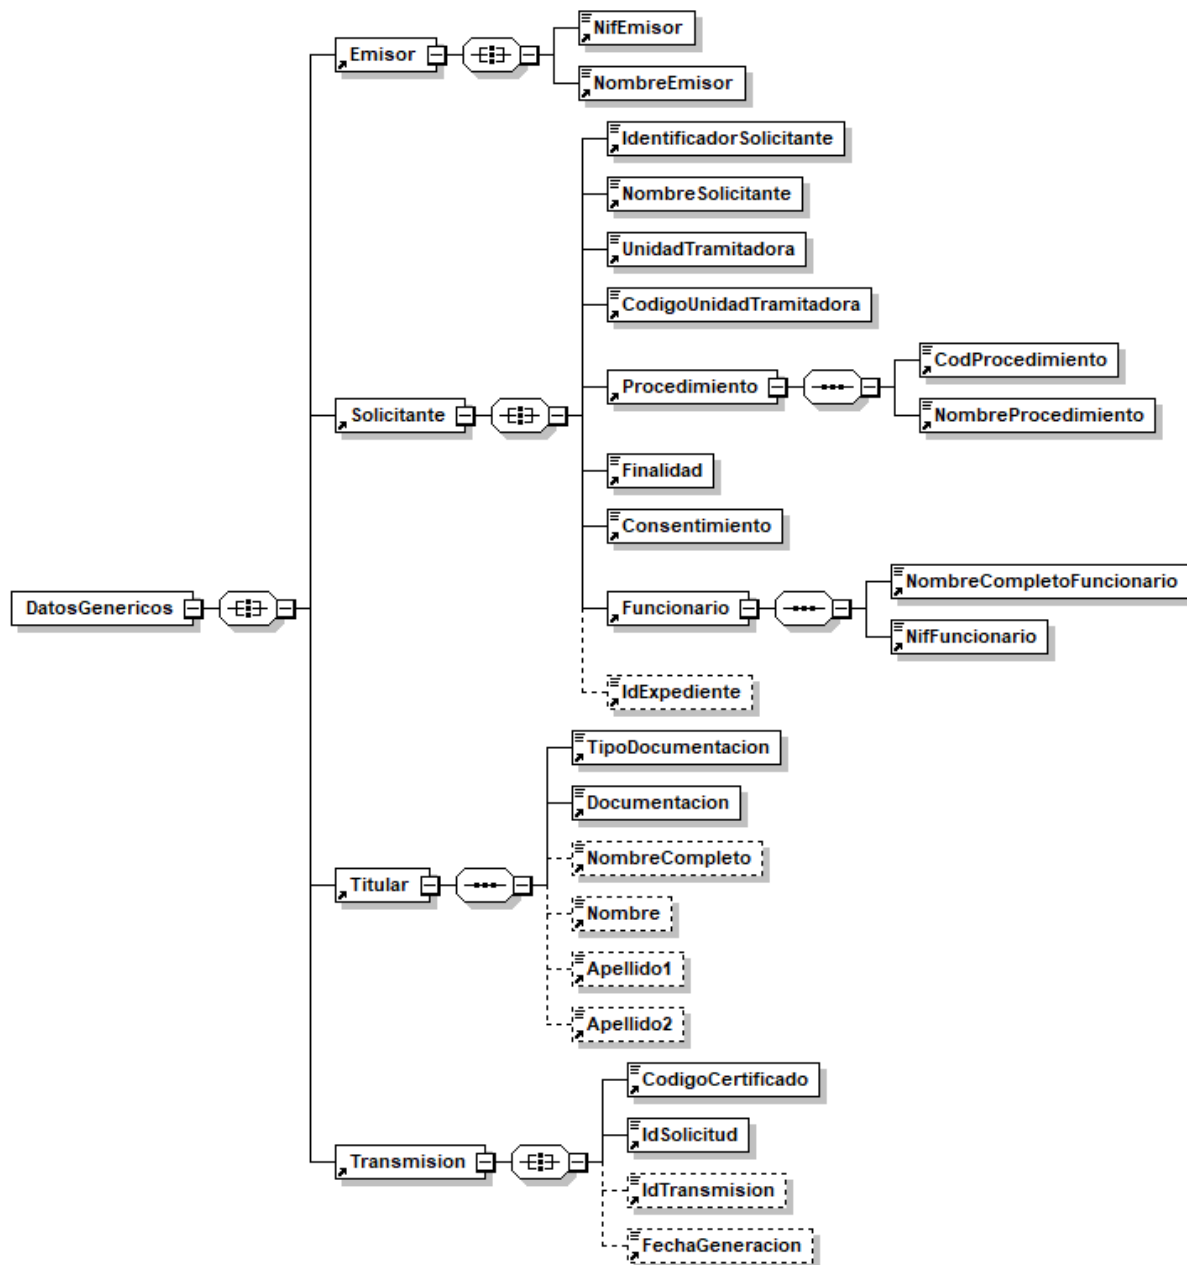 NifEmisor
Emisor
NombreEmisor
IdentificadorSolicitante
NombreSolicitante
UnidadTramitadora
CodigoUnidadTramitadora
CodProcedimiento
Procedimiento
NombreProcedimiento
Solicitante
Finalidad
Consentimiento
NombreCompletoFuncionario
DatosGenericos
Funcionario
NifFuncionario
IdExpediente
TipoDocumentacion
Documentacion
NombreCompleto
Titular
Nombre
Apellido1
Apellido2
CodigoCertificado
IdSolicitud
Transmision
IdTransmision
FechaGeneracion